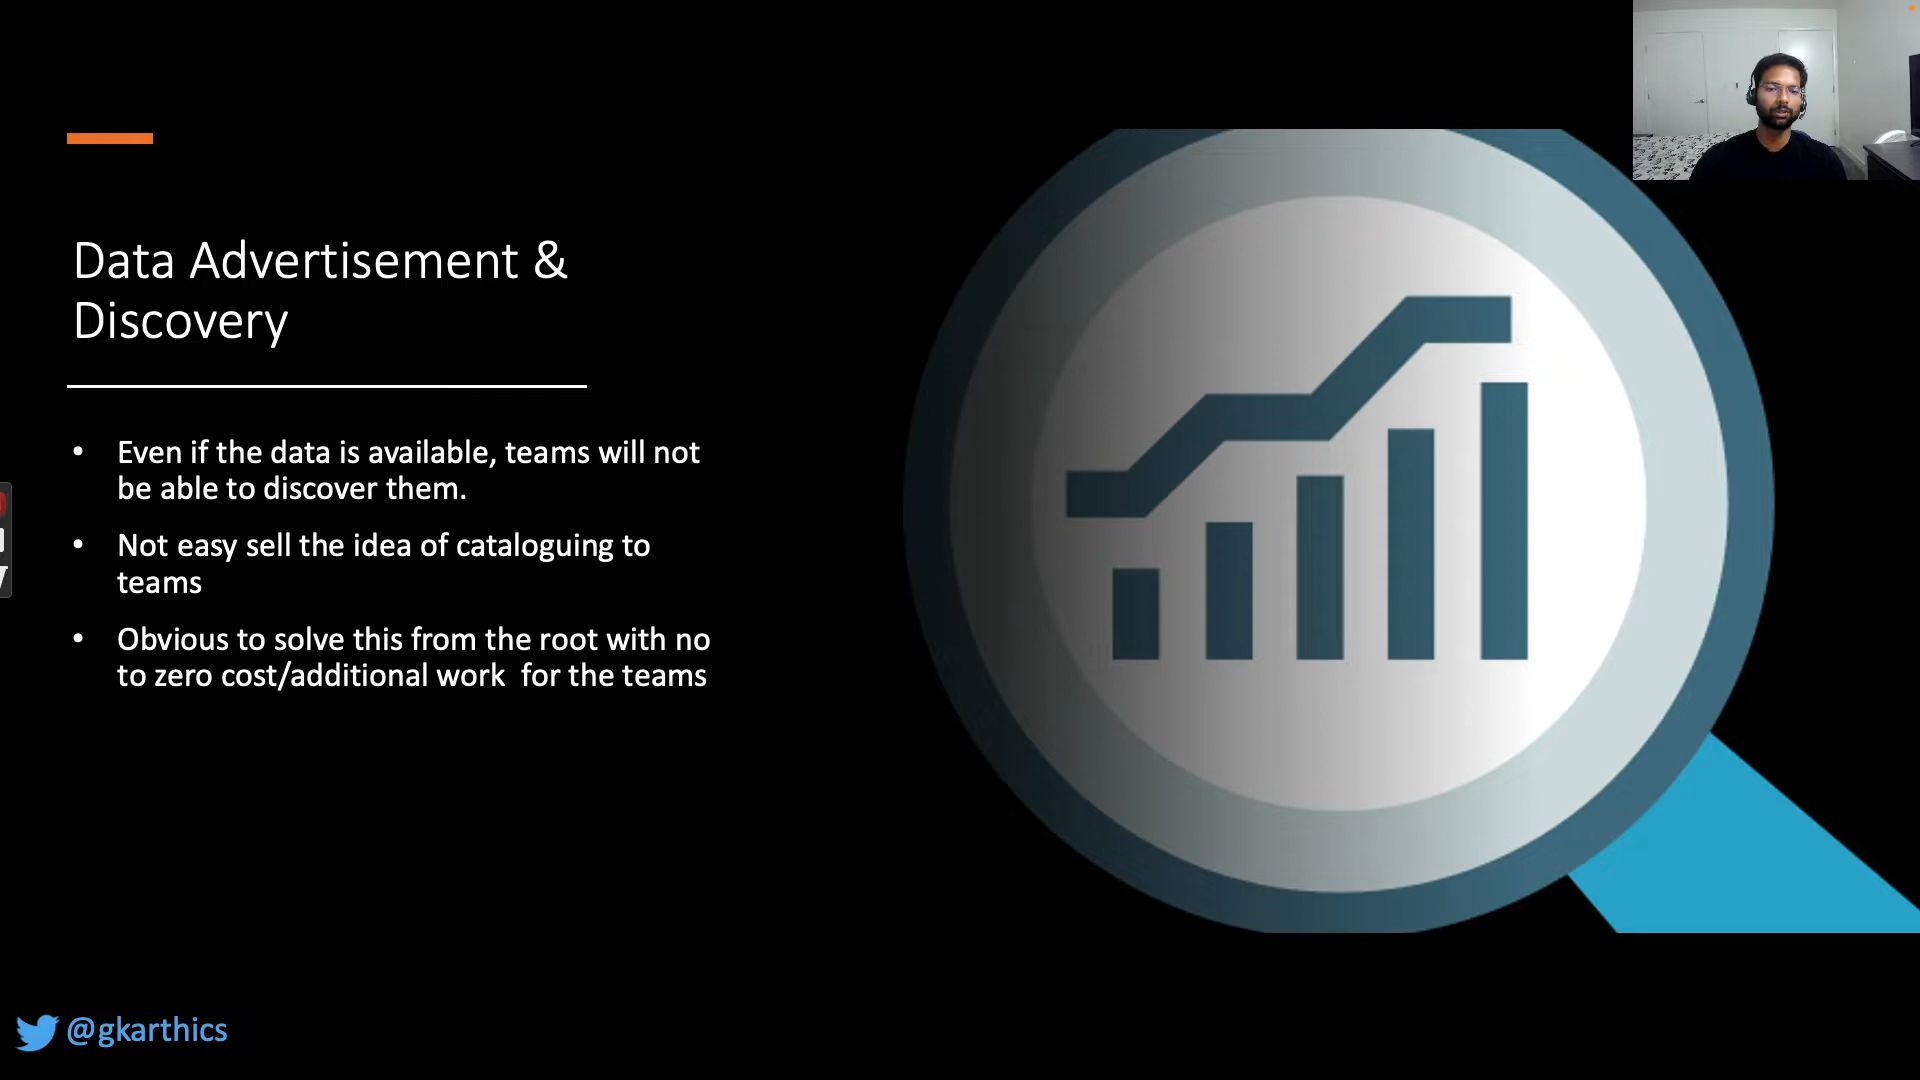 Data Advertisement &
Discovery
• Even if the data is available, teams will not
be able to discover them.
• Not easy sell the idea of cataloguing to
teams
• Obvious to solve this from the root with no
to zero cost/additional work  for the teams
@gkarthics